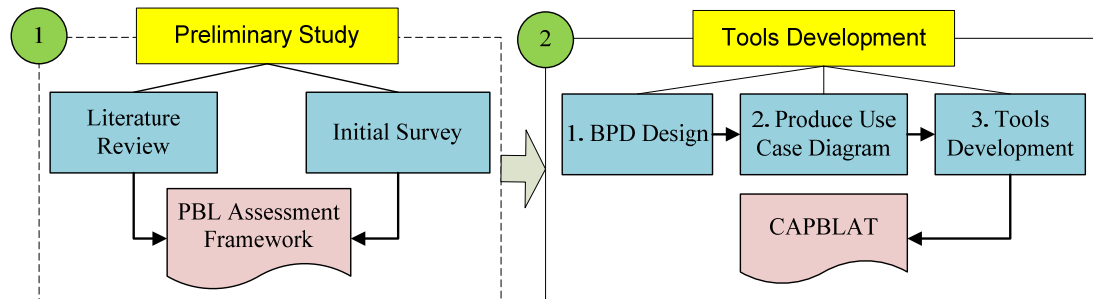 1
Preliminary Study
Literature
Review
Initial Survey
PBL Assessment
Framework
2
Tools Development
1. BPD Design
2. Produce Use
Case Diagram
3. Tools
Development
CAPBLAT